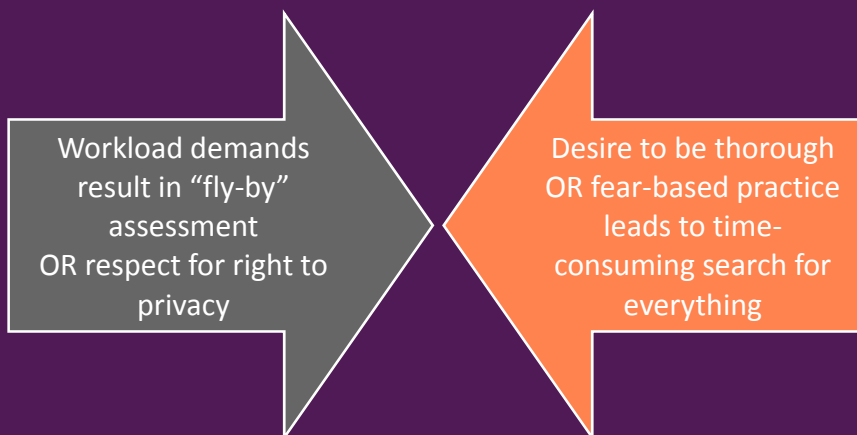 Workload demands
result in “fly-by”
assessment
OR respect for right to
privacy
Desire to be thorough
OR fear-based practice
leads to time-
consuming search for
everything